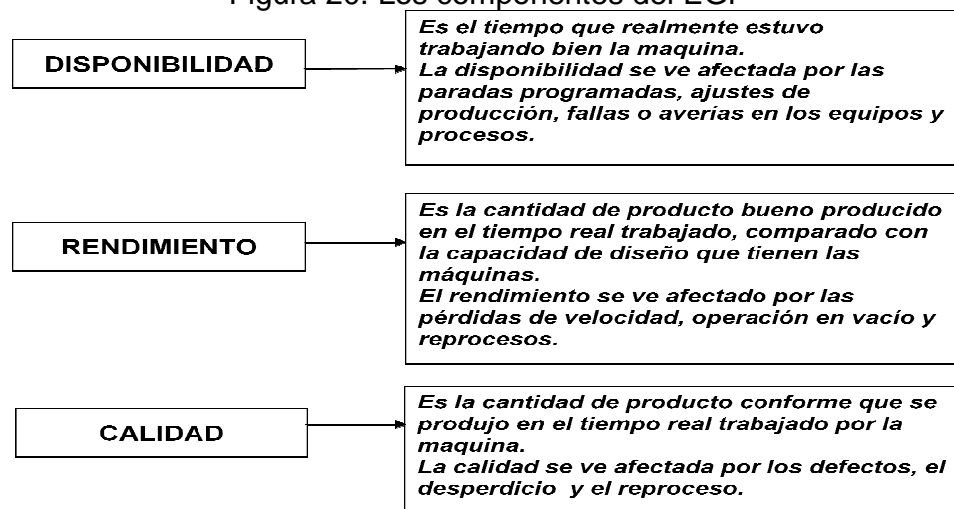 DISPONIBILIDAD
Es el tiempo que realmente estuvo
trabajando bien la maquina.
La disponibilidad se ve afectada por las
paradas programadas, ajustes de
producción, fallas o averías en los equipos y
procesos.
RENDIMIENTO
Es la cantidad de producto bueno producido
en el tiempo real trabajado, comparado con
la capacidad de diseño que tienen las
máquinas.
El rendimiento se ve afectado por las
pérdidas de velocidad, operación en vacío y
reprocesos.
CALIDAD
Es la cantidad de producto conforme que se
produjo en el tiempo real trabajado por la
maquina.
La calidad se ve afectada por los defectos, el
desperdicio y el reproceso.